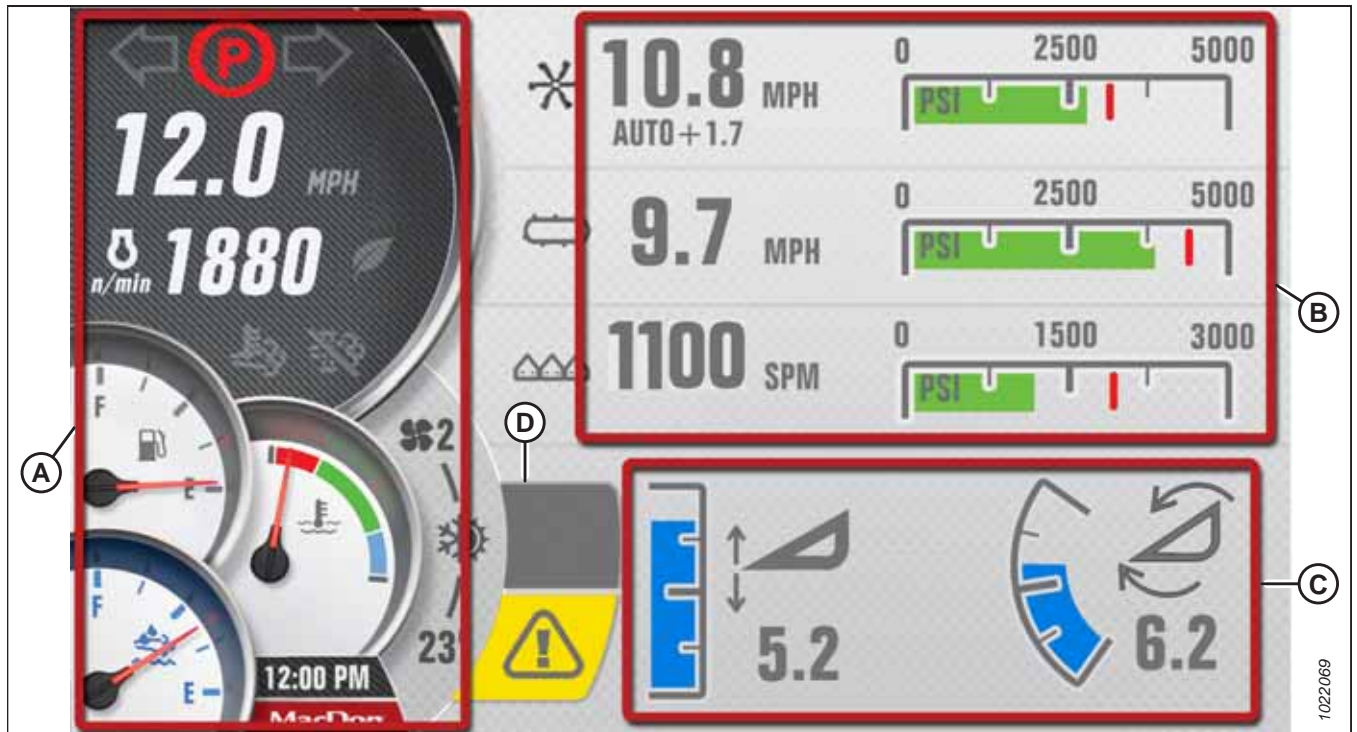 P
12.0 MPH
n/min 1880
F
E
F
E
2
23°
12:00 PM
MacDon
10.8 MPH
AUTO+1.7
0 2500 5000
PSI
9.7 MPH
0 2500 5000
PSI
1100 SPM
0 1500 3000
PSI
5.2
6.2
A
B
C
D
1022069